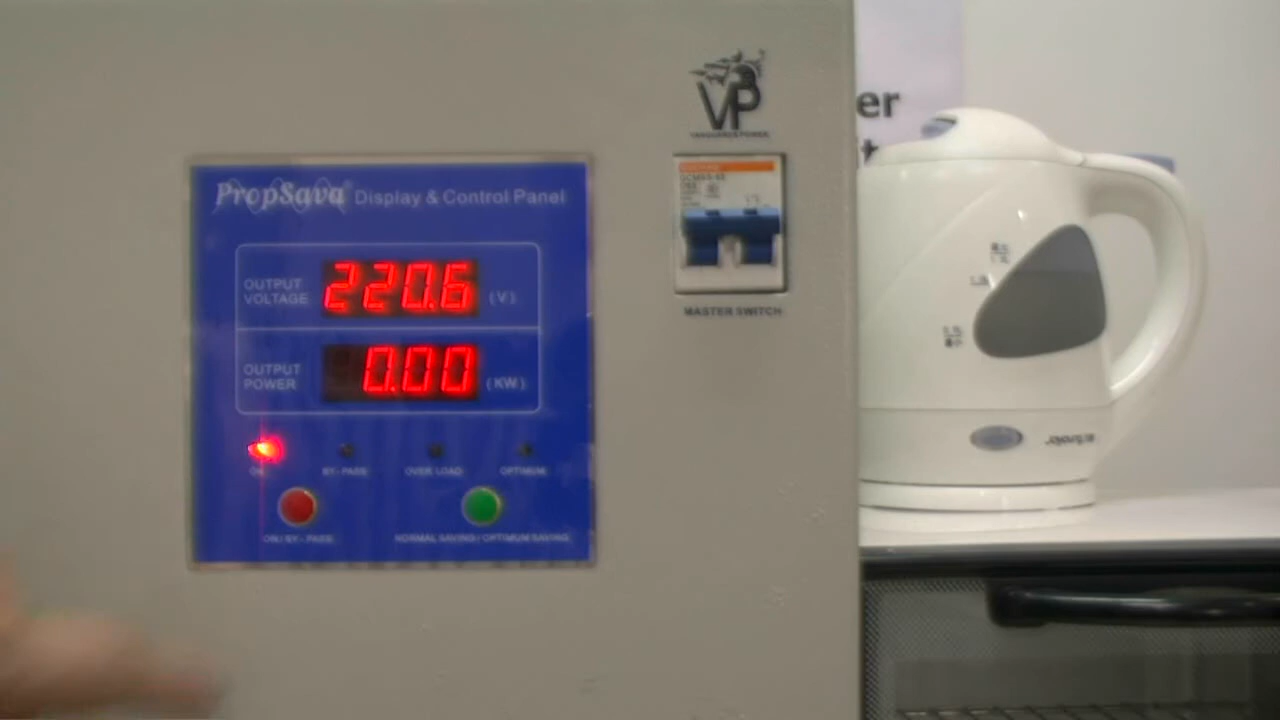 VP
er
PropSava® Display & Control Panel
OUTPUT
VOLTAGE
220.6
(V)
OUTPUT
POWER
0.00
(KW)
ON
BY-PASS
OVER LOAD
OPTIMUM
ON / BY-PASS
NORMAL SAVING / OPTIMUM SAVING
MASTER SWITCH
Joyoung